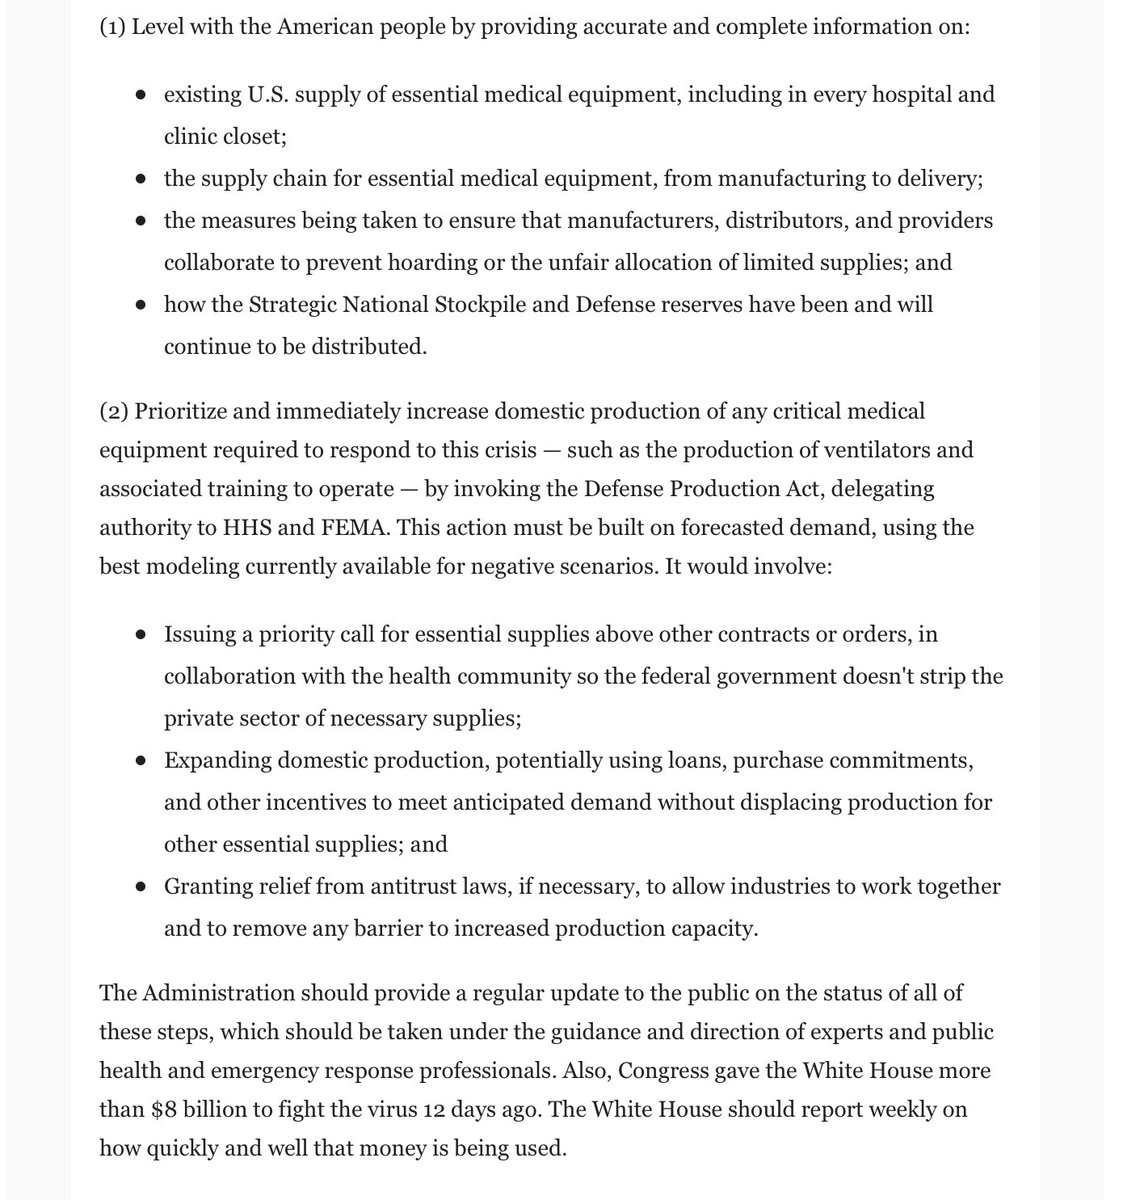 (1) Level with the American people by providing accurate and complete information on:
● existing U.S. supply of essential medical equipment, including in every hospital and
clinic closet;
● the supply chain for essential medical equipment, from manufacturing to delivery;
● the measures being taken to ensure that manufacturers, distributors, and providers
collaborate to prevent hoarding or the unfair allocation of limited supplies; and
● how the Strategic National Stockpile and Defense reserves have been and will
continue to be distributed.
(2) Prioritize and immediately increase domestic production of any critical medical
equipment required to respond to this crisis — such as the production of ventilators and
associated training to operate — by invoking the Defense Production Act, delegating
authority to HHS and FEMA. This action must be built on forecasted demand, using the
best modeling currently available for negative scenarios. It would involve:
● Issuing a priority call for essential supplies above other contracts or orders, in
collaboration with the health community so the federal government doesn't strip the
private sector of necessary supplies;
● Expanding domestic production, potentially using loans, purchase commitments,
and other incentives to meet anticipated demand without displacing production for
other essential supplies; and
● Granting relief from antitrust laws, if necessary, to allow industries to work together
and to remove any barrier to increased production capacity.
The Administration should provide a regular update to the public on the status of all of
these steps, which should be taken under the guidance and direction of experts and public
health and emergency response professionals. Also, Congress gave the White House more
than $8 billion to fight the virus 12 days ago. The White House should report weekly on
how quickly and well that money is being used.